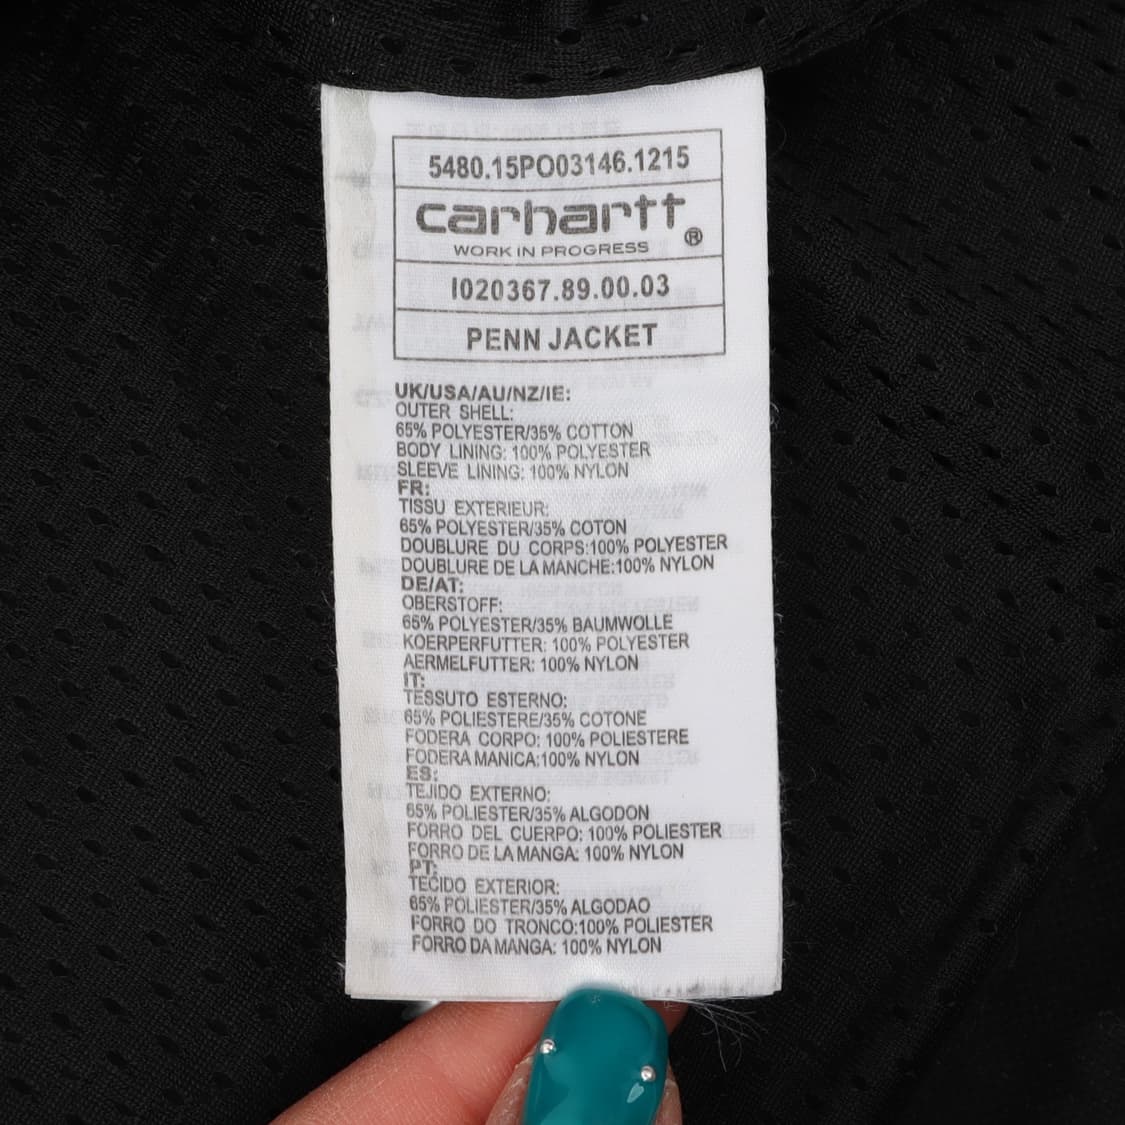 5480.15PO03146.1215
carhartt®
WORK IN PROGRESS
I020367.89.00.03
PENN JACKET
UK/USA/AU/NZ/IE:
OUTER SHELL:
65% POLYESTER/35% COTTON
BODY LINING: 100% POLYESTER
SLEEVE LINING: 100% NYLON
FR:
TISSU EXTERIEUR:
65% POLYESTER/35% COTON
DOUBLURE DU CORPS:100% POLYESTER
DOUBLURE DE LA MANCHE:100% NYLON
DE/AT:
OBERSTOFF:
65% POLYESTER/35% BAUMWOLLE
KOERPERFUTTER: 100% POLYESTER
AERMELFUTTER: 100% NYLON
IT:
TESSUTO ESTERNO:
65% POLIESTERE/35% COTONE
FODERA CORPO: 100% POLIESTERE
FODERA MANICA:100% NYLON
ES:
TEJIDO EXTERNO:
65% POLIESTER/35% ALGODON
FORRO DEL CUERPO: 100% POLIESTER
FORRO DE LA MANGA: 100% NYLON
PT:
TECIDO EXTERIOR:
65% POLIESTER/35% ALGODAO
FORRO DO TRONCO:100% POLIESTER
FORRO DA MANGA: 100% NYLON